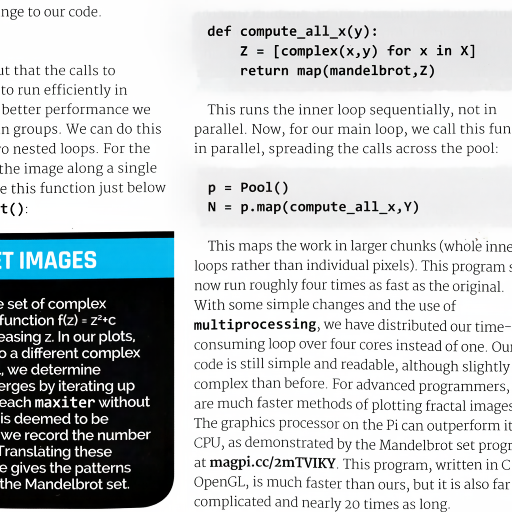 nge to our code.
ut that the calls to
to run efficiently in
better performance we
n groups. We can do this
o nested loops. For the
the image along a single
e this function just below
t():
ET IMAGES
e set of complex
function f(z) = z²+c
easing z. In our plots,
o a different complex
, we determine
erges by iterating up
each maxiter without
is deemed to be
we record the number
Translating these
e gives the patterns
the Mandelbrot set.
def compute_all_x(y):
    Z = [complex(x,y) for x in X]
    return map(mandelbrot,Z)
This runs the inner loop sequentially, not in
parallel. Now, for our main loop, we call this fun
in parallel, spreading the calls across the pool:
p = Pool()
N = p.map(compute_all_x,Y)
This maps the work in larger chunks (whole inne
loops rather than individual pixels). This program s
now run roughly four times as fast as the original.
With some simple changes and the use of
multiprocessing, we have distributed our time-
consuming loop over four cores instead of one. Our
code is still simple and readable, although slightly
complex than before. For advanced programmers,
are much faster methods of plotting fractal images
The graphics processor on the Pi can outperform it
CPU, as demonstrated by the Mandelbrot set progr
at magpi.cc/2mTVIKY. This program, written in C
OpenGL, is much faster than ours, but it is also far
complicated and nearly 20 times as long.